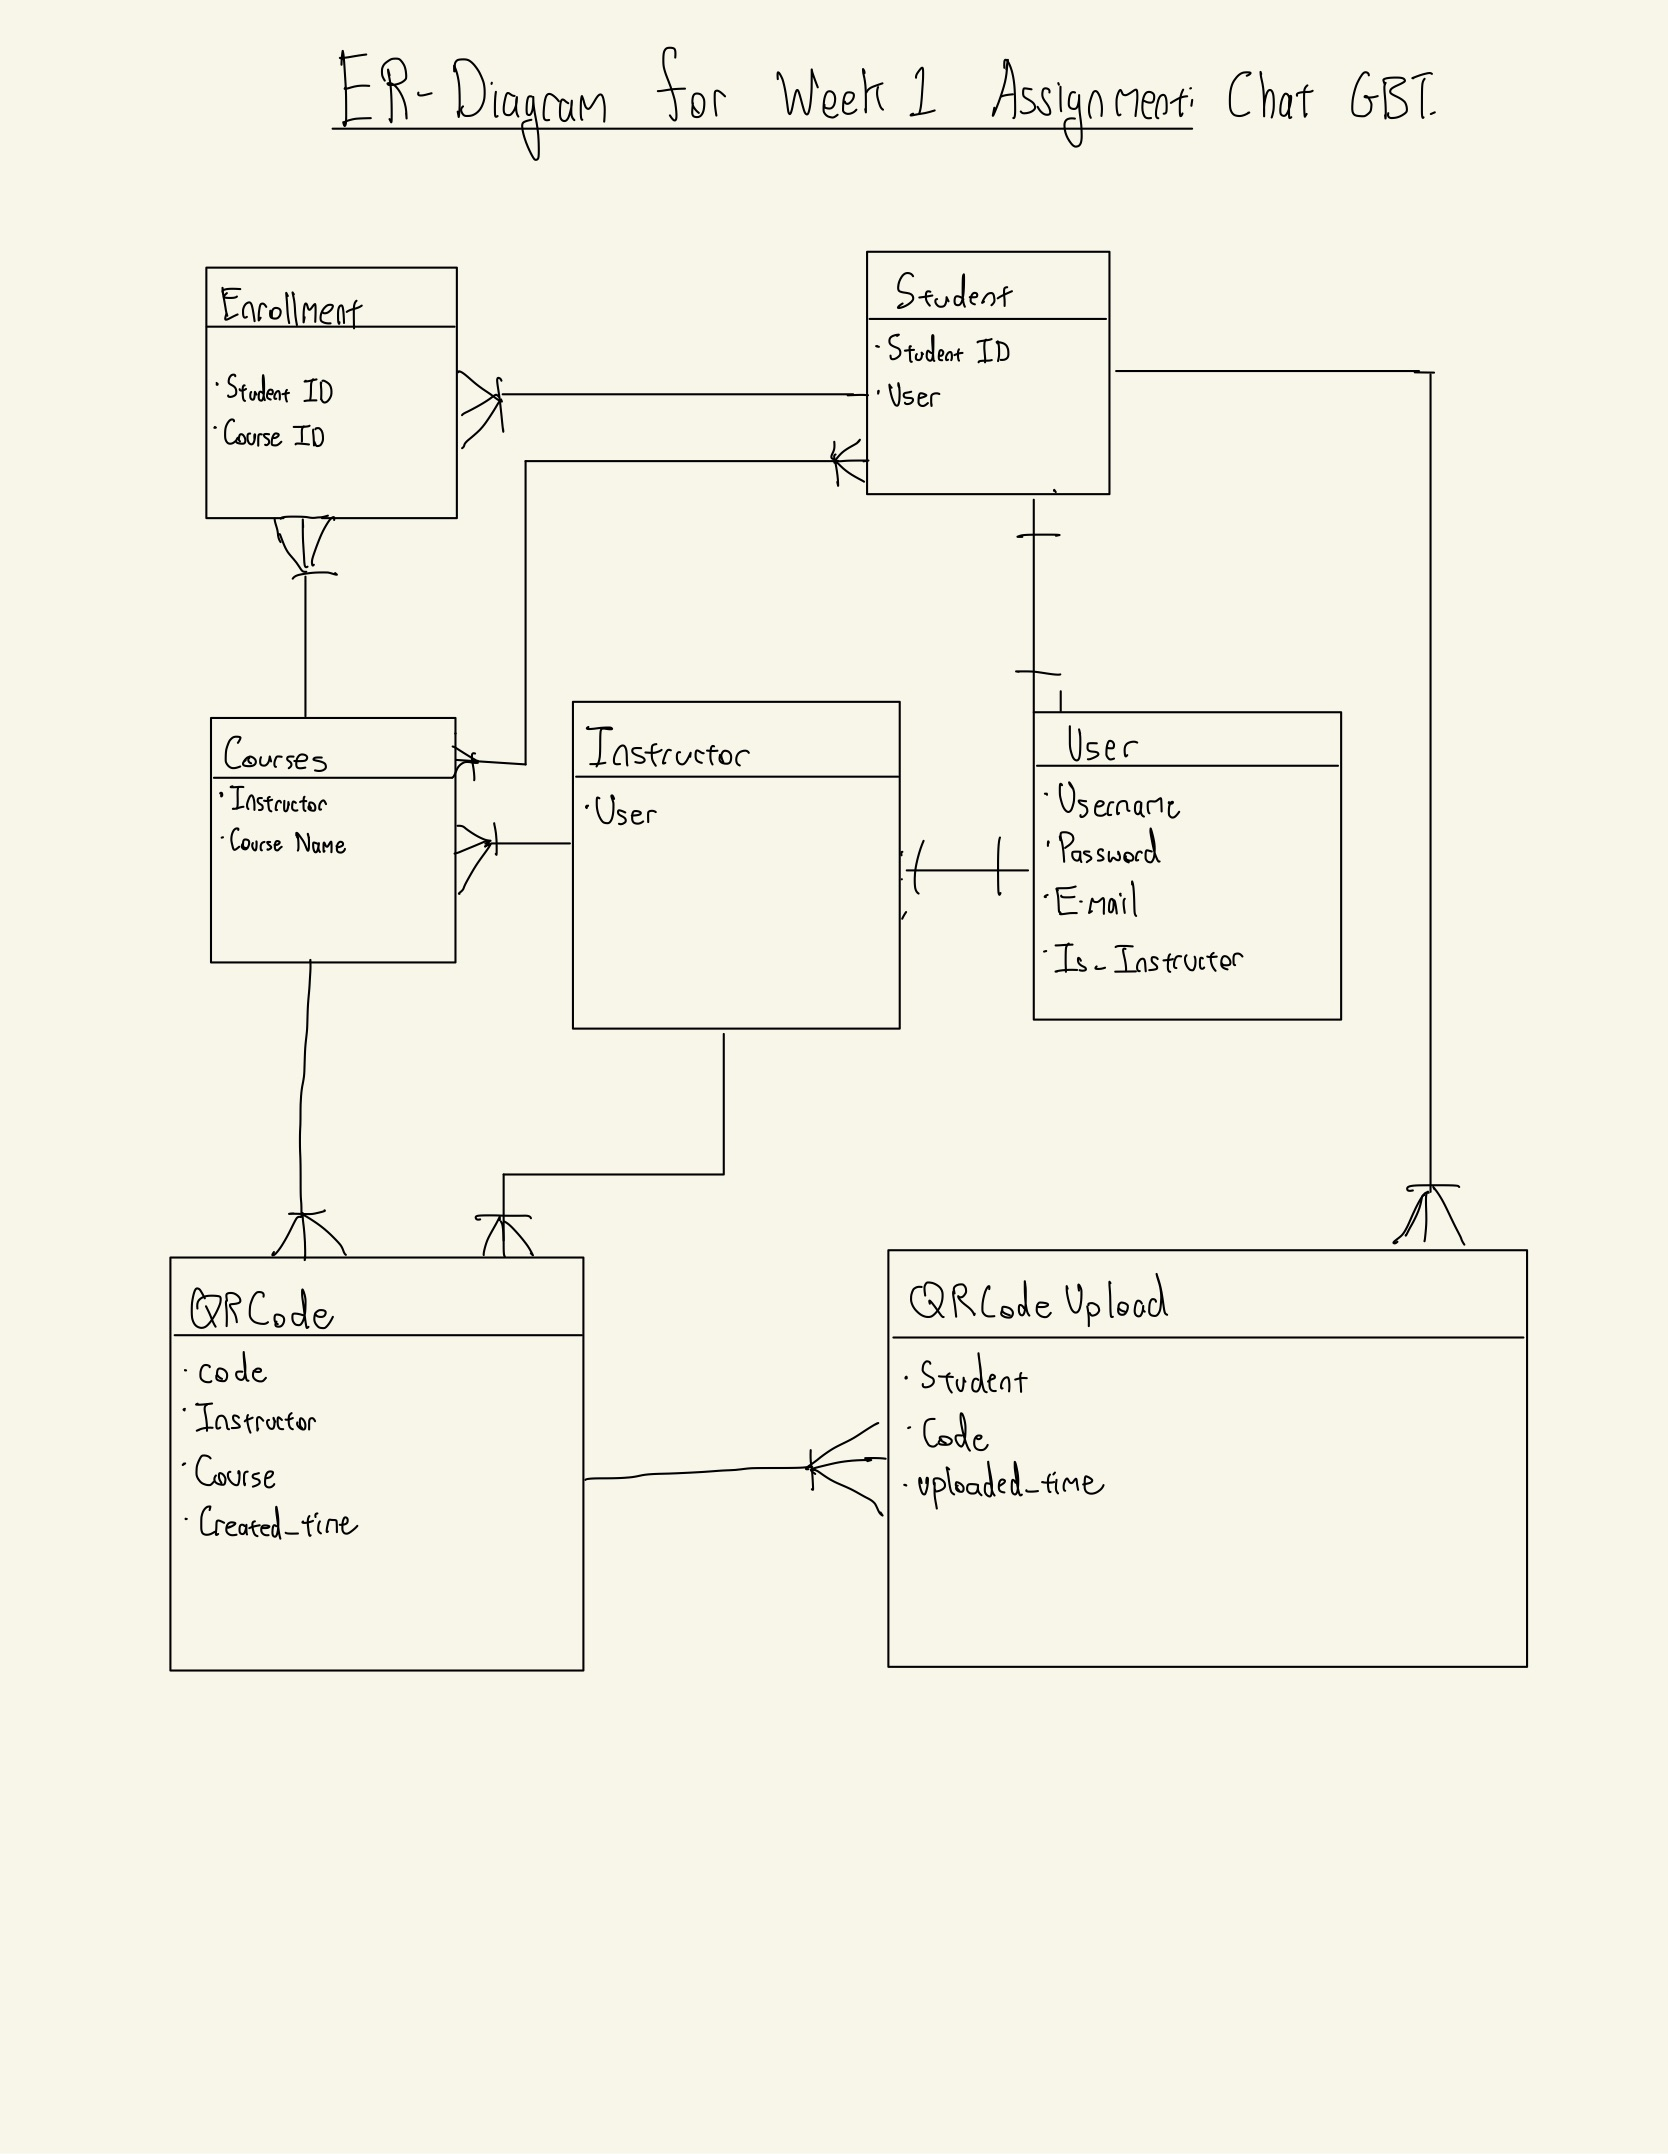 ER-Diagram for Week 1 Assignment: Chat GBT.
Enrollment
· Student ID
· Course ID
Student
· Student ID
· User
Courses
· Instructor
· Course Name
Instructor
· User
User
· Username
· Password
· E-mail
· Is_Instructor
QRCode
· code
· Instructor
· Course
· Created_time
QRCode Upload
· Student
· Code
· uploaded_time